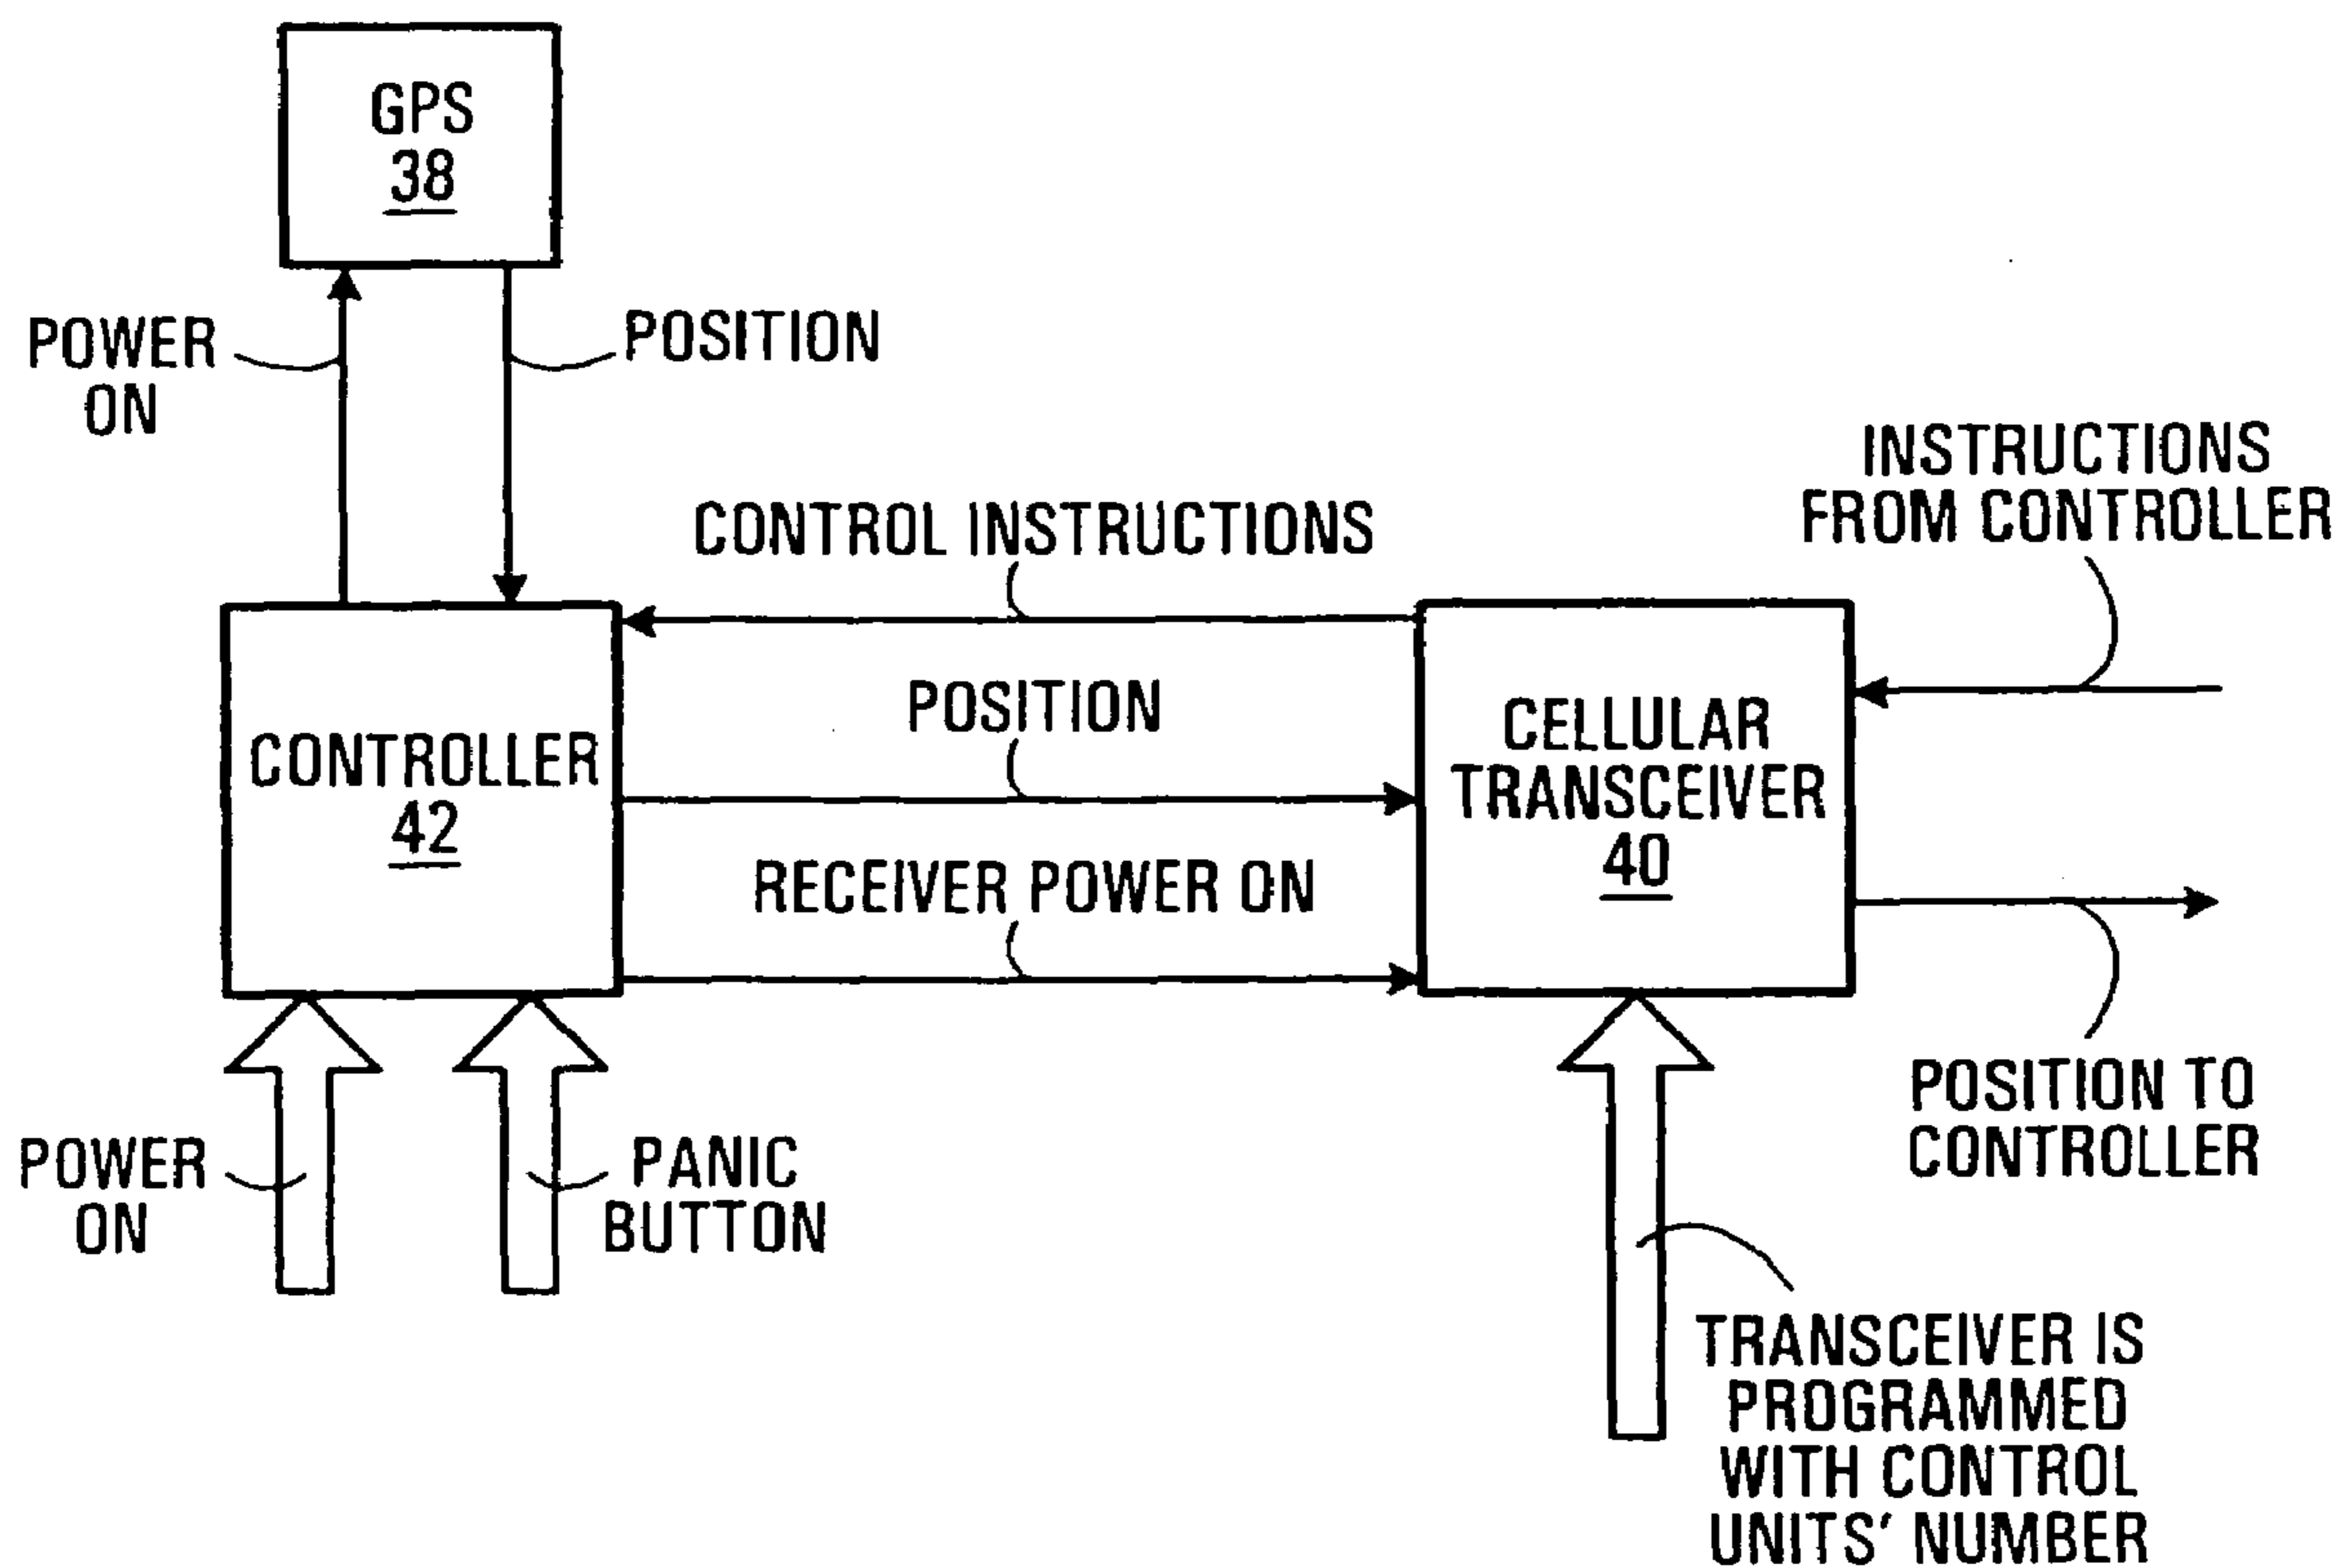 GPS
38
POWER
ON
POSITION
INSTRUCTIONS
FROM CONTROLLER
CONTROL INSTRUCTIONS
POSITION
RECEIVER POWER ON
CONTROLLER
42
CELLULAR
TRANSCEIVER
40
POSITION TO
CONTROLLER
POWER
ON
PANIC
BUTTON
TRANSCEIVER IS
PROGRAMMED
WITH CONTROL
UNITS' NUMBER